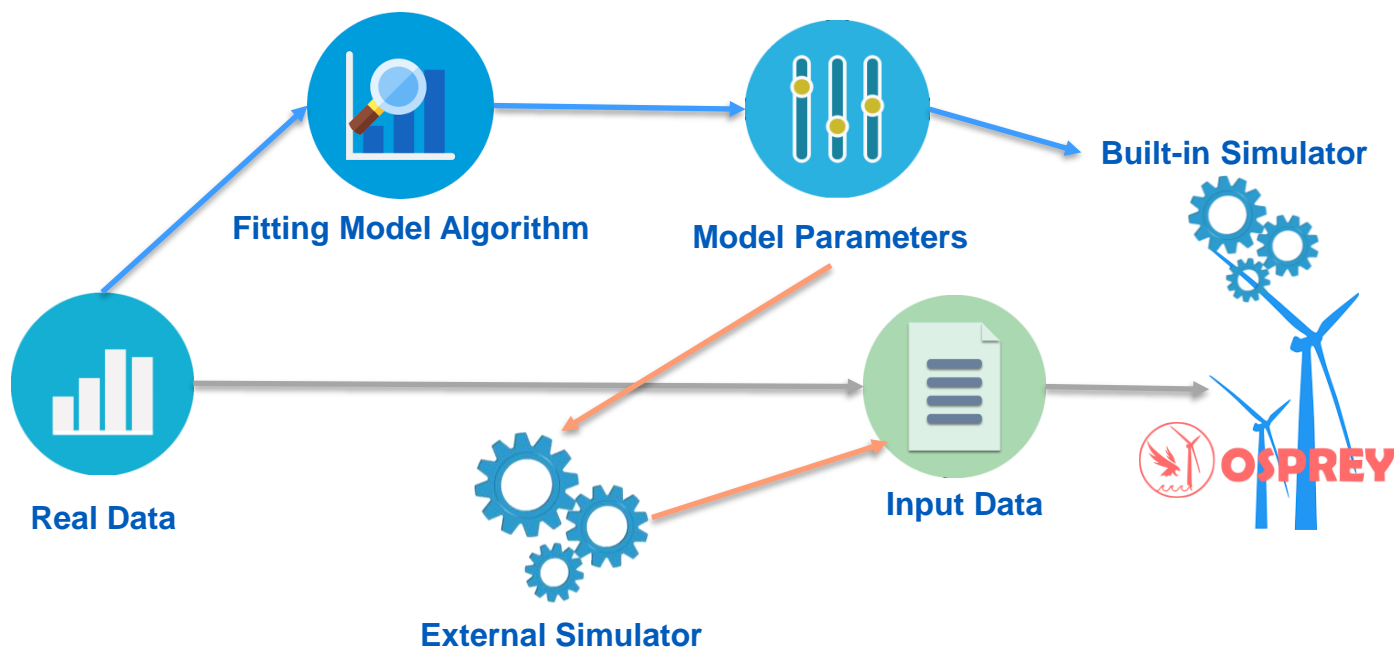 Built-in Simulator
Fitting Model Algorithm
Model Parameters
OSPREY
Real Data
Input Data
External Simulator